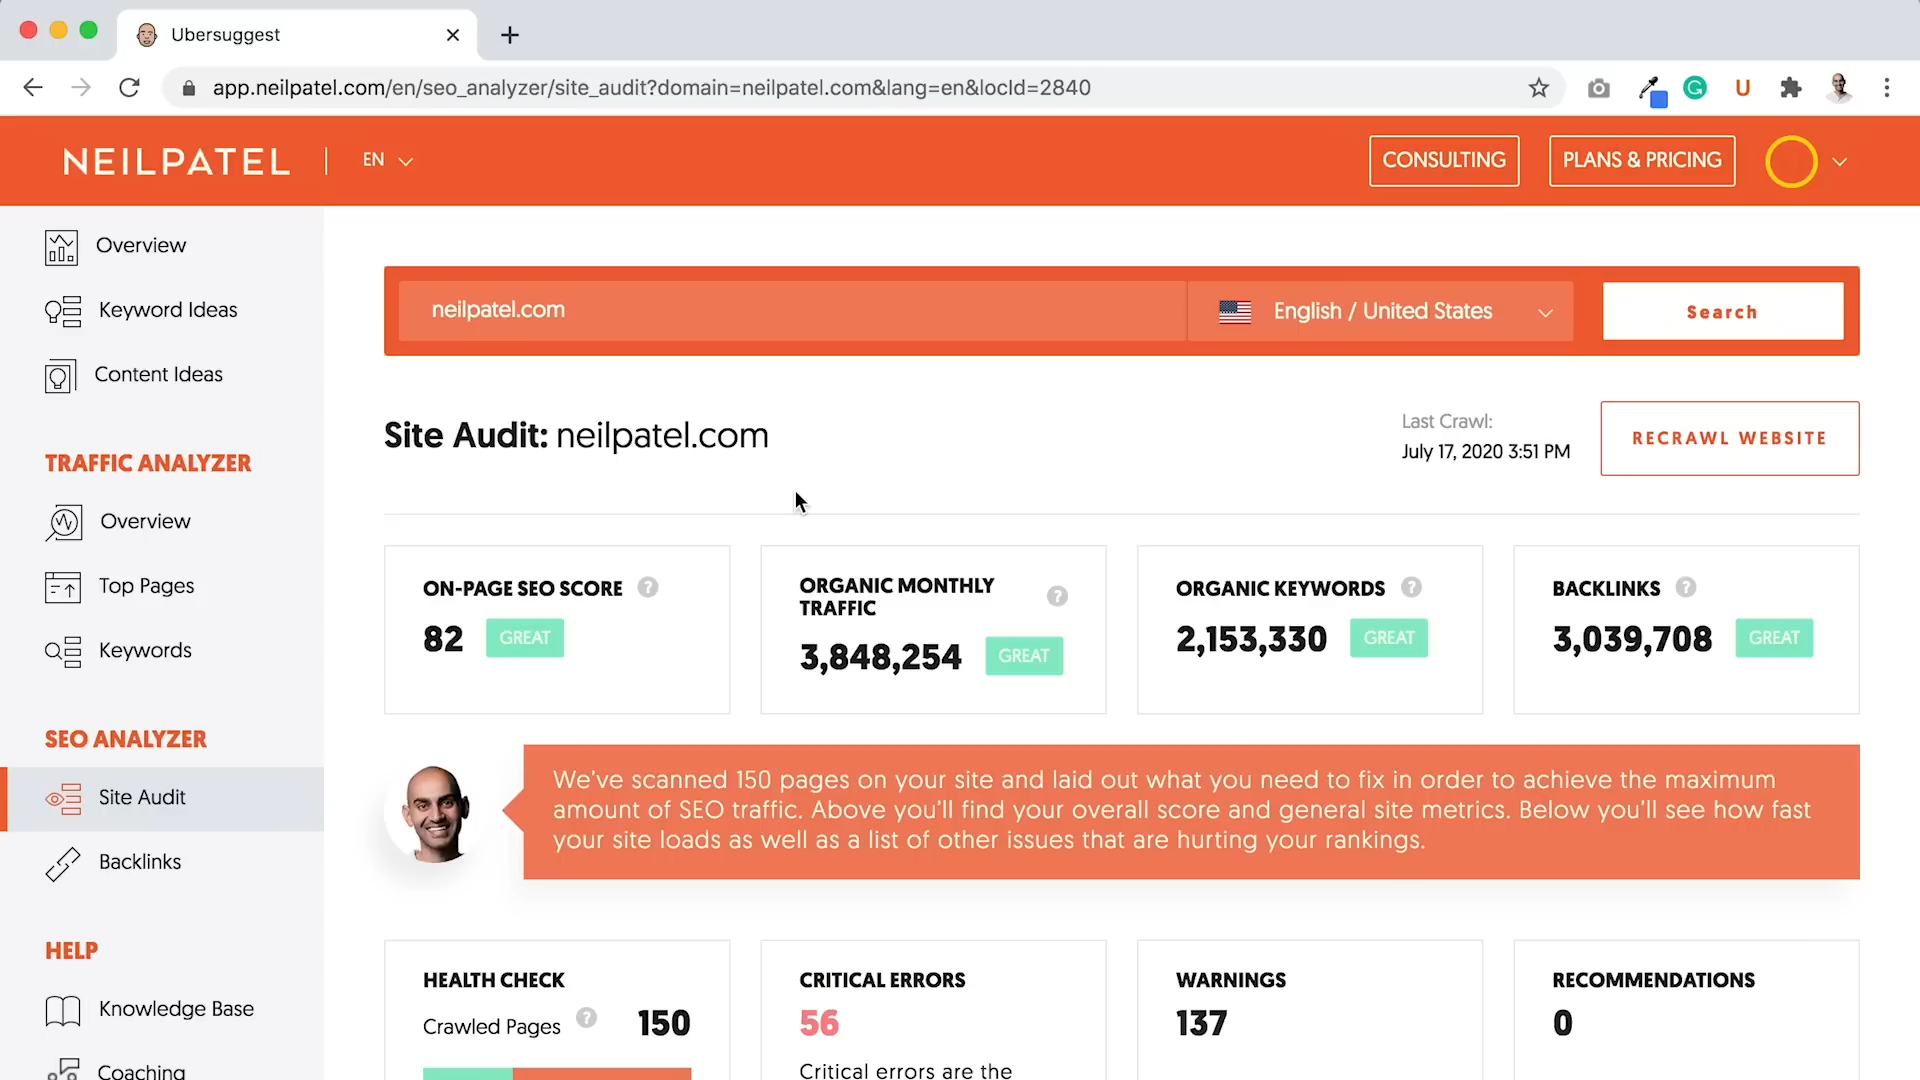 Ubersuggest
app.neilpatel.com/en/seo_analyzer/site_audit?domain=neilpatel.com&lang=en&locId=2840
NEILPATEL
EN
CONSULTING
PLANS & PRICING
Overview
Keyword Ideas
Content Ideas
TRAFFIC ANALYZER
Overview
Top Pages
Keywords
SEO ANALYZER
Site Audit
Backlinks
HELP
Knowledge Base
Coaching
neilpatel.com
English / United States
Search
Site Audit: neilpatel.com
Last Crawl:
July 17, 2020 3:51 PM
RECRAWL WEBSITE
ON-PAGE SEO SCORE ?
82 GREAT
ORGANIC MONTHLY
TRAFFIC ?
3,848,254 GREAT
ORGANIC KEYWORDS ?
2,153,330 GREAT
BACKLINKS ?
3,039,708 GREAT
We've scanned 150 pages on your site and laid out what you need to fix in order to achieve the maximum
amount of SEO traffic. Above you'll find your overall score and general site metrics. Below you'll see how fast
your site loads as well as a list of other issues that are hurting your rankings.
HEALTH CHECK
Crawled Pages ? 150
CRITICAL ERRORS
56
Critical errors are the
WARNINGS
137
RECOMMENDATIONS
0